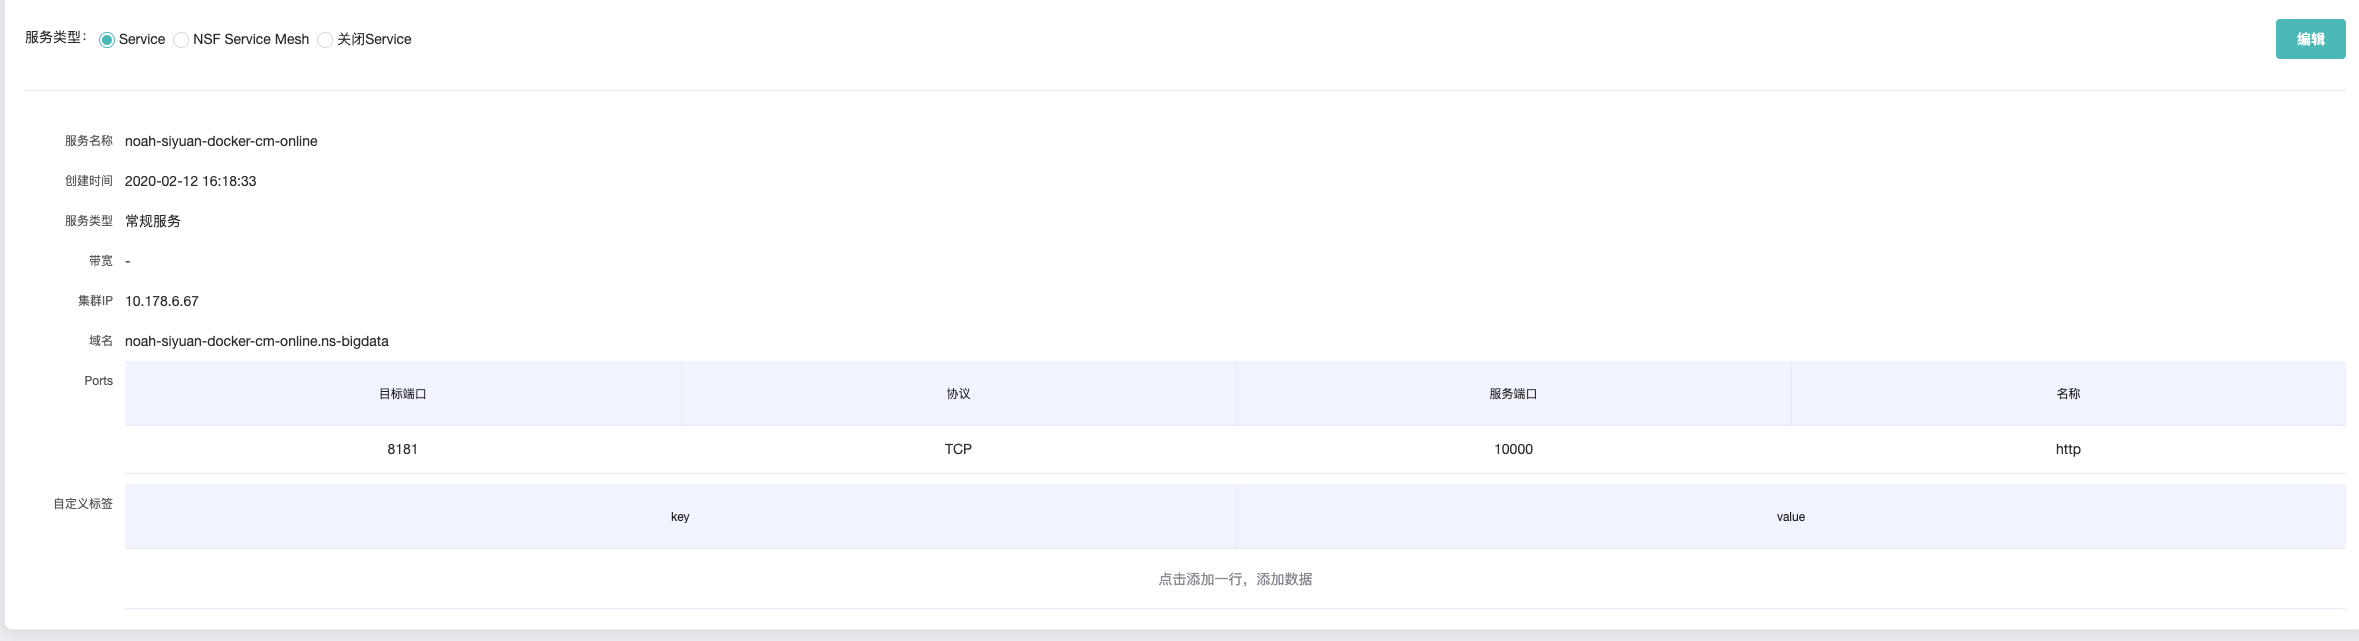 服务类型： Service NSF Service Mesh 关闭Service 编辑
服务名称 noah-siyuan-docker-cm-online
创建时间 2020-02-12 16:18:33
服务类型 常规服务
带宽 -
集群IP 10.178.6.67
域名 noah-siyuan-docker-cm-online.ns-bigdata
Ports 目标端口 协议 服务端口 名称
8181 TCP 10000 http
自定义标签 key value
点击添加一行，添加数据